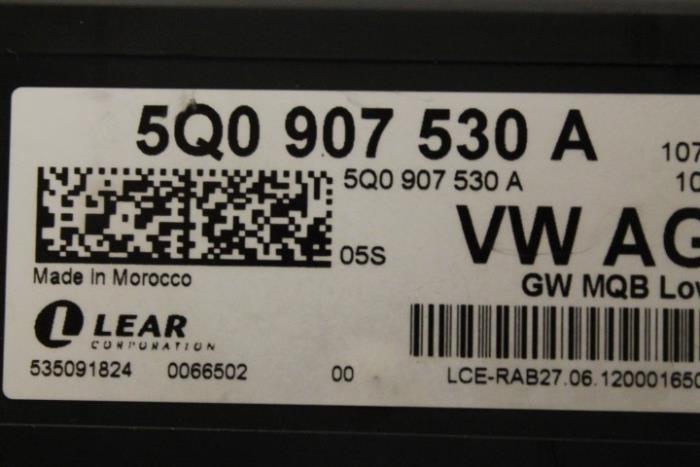 5Q0 907 530 A
107
5Q0 907 530 A
10
05S
VW AG
Made In Morocco
GW MQB Low
LEAR
CORPORATION
535091824 0066502 00
LCE-RAB27.06.120001650